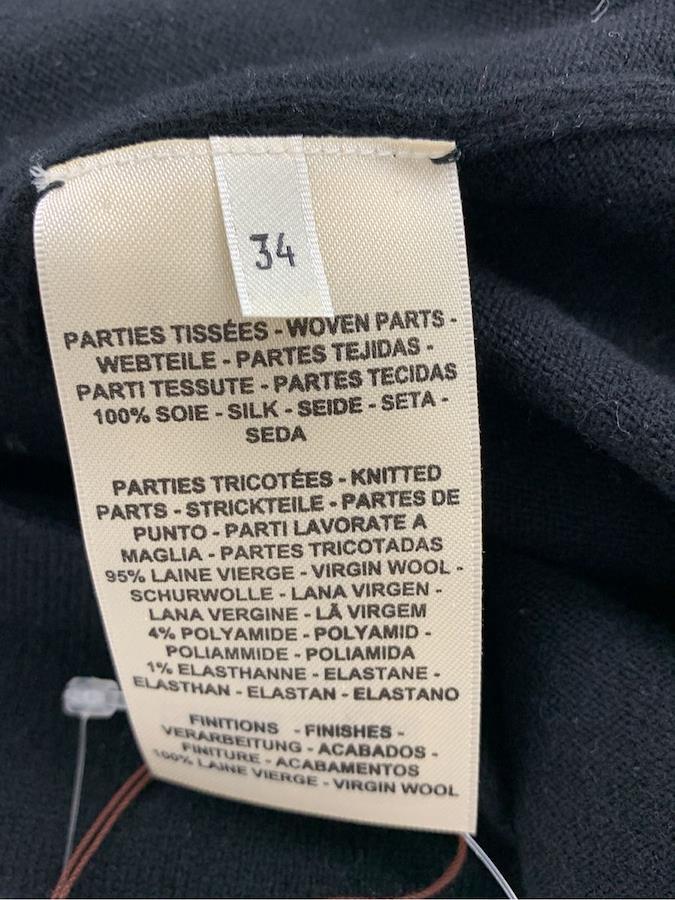 34
PARTIES TISSÉES - WOVEN PARTS -
WEBTEILE - PARTES TEJIDAS -
PARTI TESSUTE - PARTES TECIDAS
100% SOIE - SILK - SEIDE - SETA -
SEDA
PARTIES TRICOTÉES - KNITTED
PARTS - STRICKTEILE - PARTES DE
PUNTO - PARTI LAVORATE A
MAGLIA - PARTES TRICOTADAS
95% LAINE VIERGE - VIRGIN WOOL -
SCHURWOLLE - LANA VIRGEN -
LANA VERGINE - LÃ VIRGEM
4% POLYAMIDE - POLYAMID -
POLIAMMIDE - POLIAMIDA
1% ELASTHANNE - ELASTANE -
ELASTHAN - ELASTAN - ELASTANO
FINITIONS - FINISHES -
VERARBEITUNG - ACABADOS -
FINITURE - ACABAMENTOS
100% LAINE VIERGE - VIRGIN WOOL